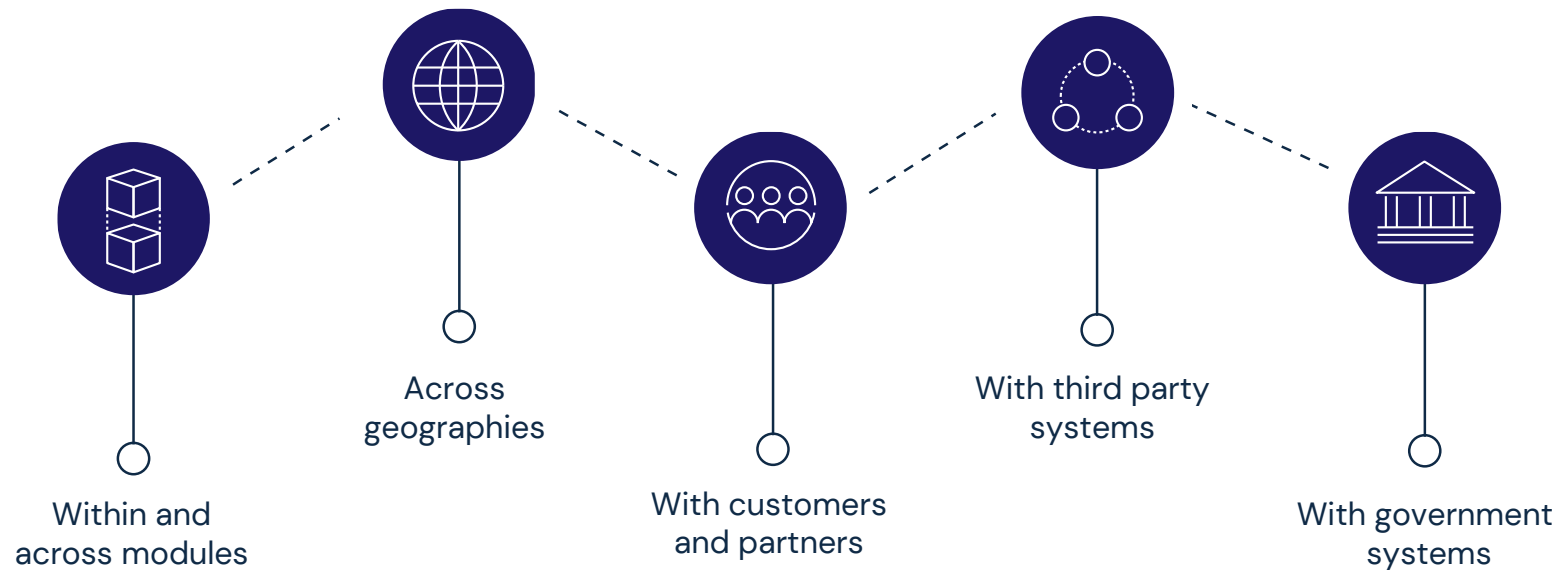 Within and
across modules
Across
geographies
With customers
and partners
With third party
systems
With government
systems